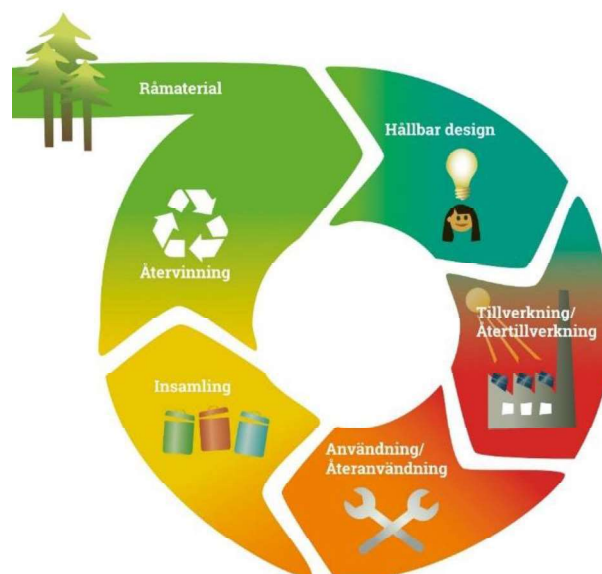 Råmaterial
Hållbar design
Tillverkning/
Återtillverkning
Användning/
Återanvändning
Insamling
Återvinning